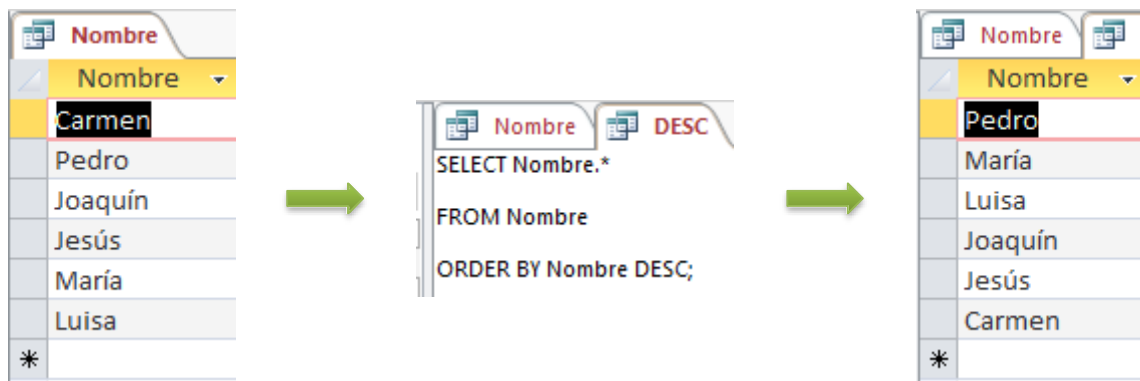 Nombre
Nombre
Carmen
Pedro
Joaquín
Jesús
María
Luisa
Nombre DESC
SELECT Nombre.*
FROM Nombre
ORDER BY Nombre DESC;
Nombre
Nombre
Pedro
María
Luisa
Joaquín
Jesús
Carmen